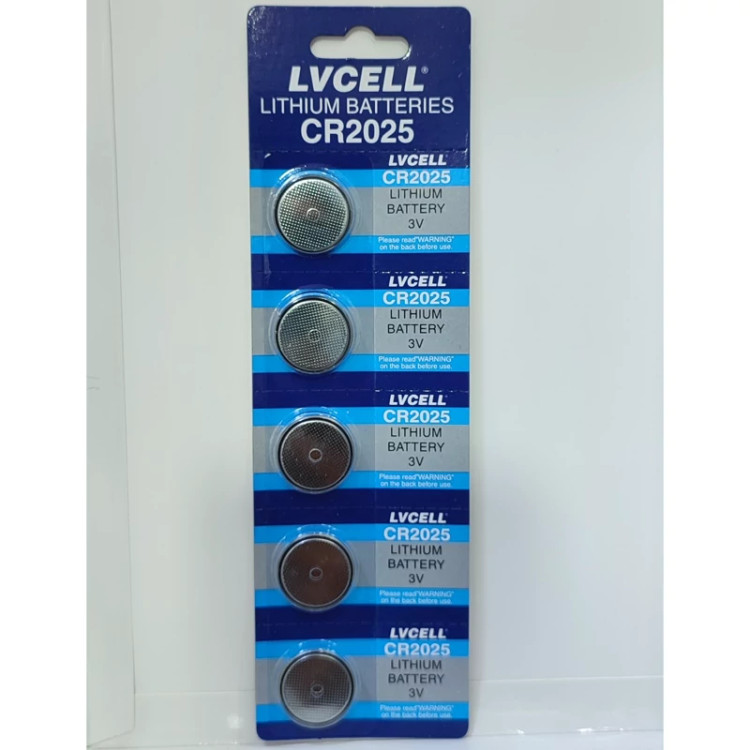 LVCELL®
LITHIUM BATTERIES
CR2025
LVCELL®
CR2025
LITHIUM
BATTERY
3V
Please read"WARNING"
on the back before use.
LVCELL®
CR2025
LITHIUM
BATTERY
3V
Please read"WARNING"
on the back before use.
LVCELL®
CR2025
LITHIUM
BATTERY
3V
Please read"WARNING"
on the back before use.
LVCELL®
CR2025
LITHIUM
BATTERY
3V
Please read"WARNING"
on the back before use.
LVCELL®
CR2025
LITHIUM
BATTERY
3V
Please read"WARNING"
on the back before use.